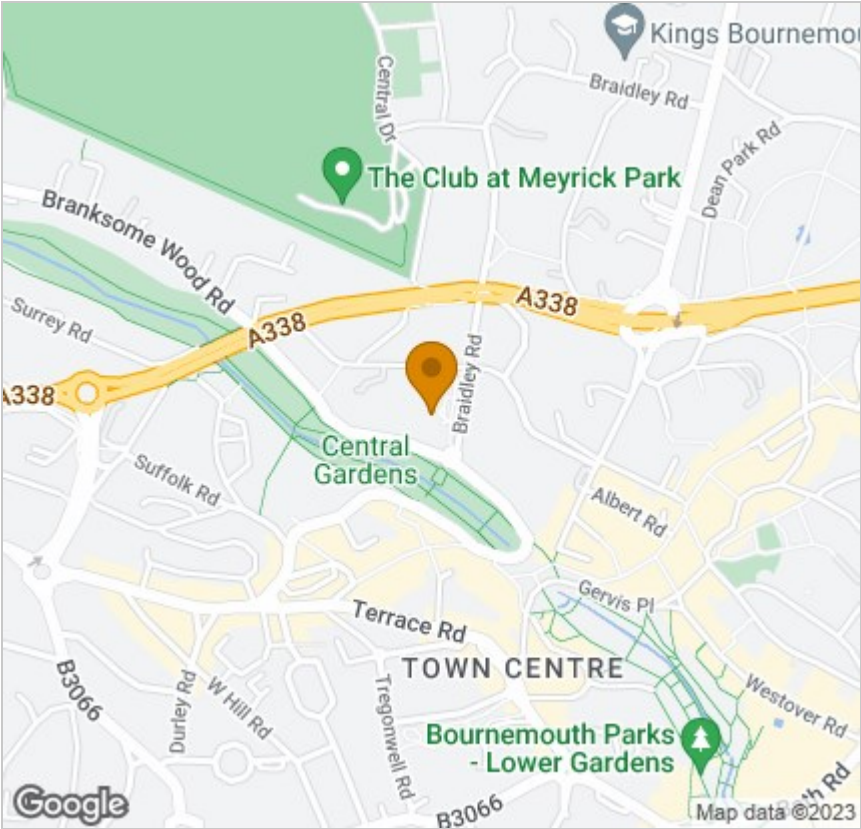 Kings Bournemou
Central Dr
Braidley Rd
Dean Park Rd
The Club at Meyrick Park
Branksome Wood Rd
A338
A338
Surrey Rd
Braidley Rd
A338
Central
Gardens
Suffolk Rd
Albert Rd
Gervis Pl
Terrace Rd
TOWN CENTRE
B3066
Durley Rd
W Hill Rd
Tregonwell Rd
Westover Rd
Bournemouth Parks
- Lower Gardens
Rd
Google
B3066
Map data ©2023